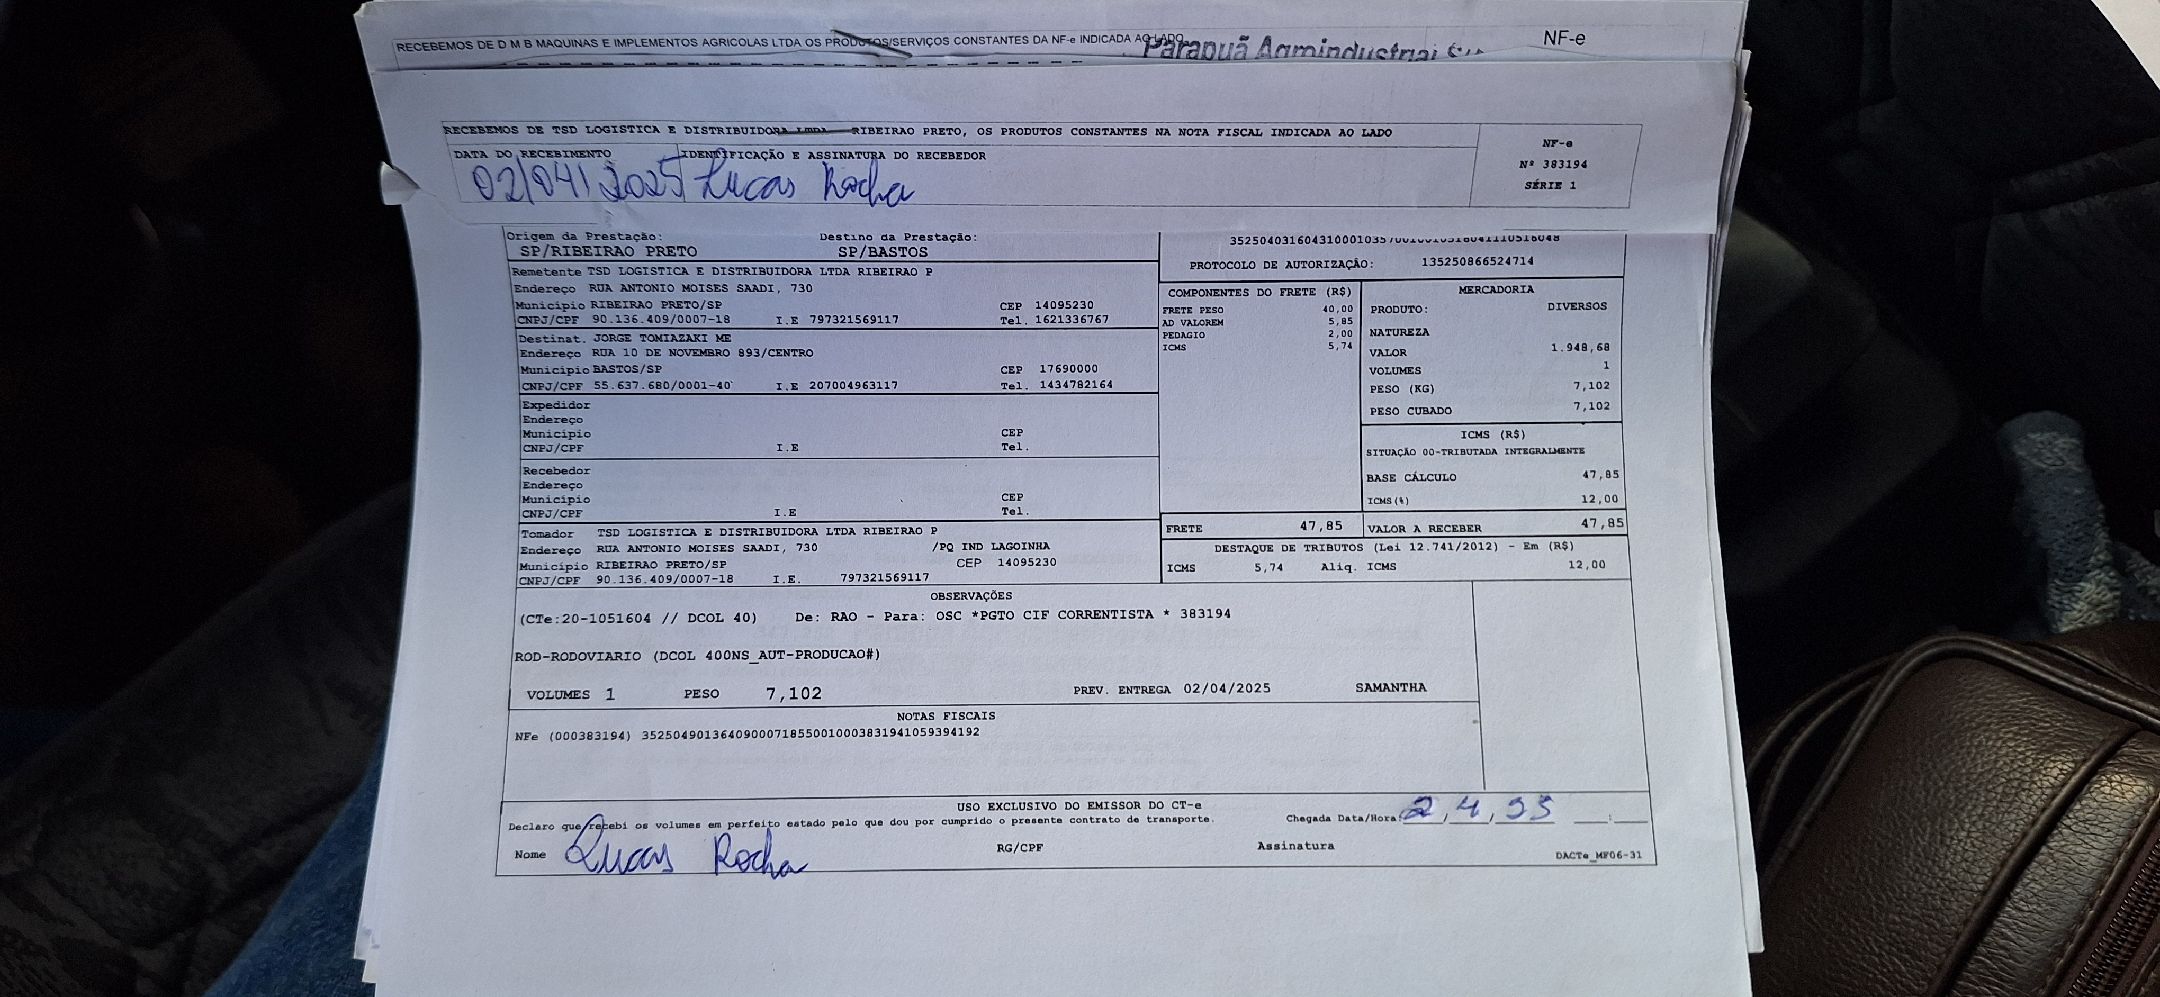 RECEBEMOS DE D M B MAQUINAS E IMPLEMENTOS AGRICOLAS LTDA OS PRODUTOS/SERVIÇOS CONSTANTES DA NF-e INDICADA AO LADO
Parapuã Agroindustrial
NF-e
RECEBEMOS DE TSD LOGISTICA E DISTRIBUIDORA LTDA RIBEIRAO PRETO, OS PRODUTOS CONSTANTES NA NOTA FISCAL INDICADA AO LADO
DATA DO RECEBIMENTO IDENTIFICAÇÃO E ASSINATURA DO RECEBEDOR
02/04/2025 Lucas Rocha
NF-e
Nº 383194
SÉRIE 1
Origem da Prestação: Destino da Prestação:
SP/RIBEIRAO PRETO SP/BASTOS
Remetente TSD LOGISTICA E DISTRIBUIDORA LTDA RIBEIRAO P
Endereço RUA ANTONIO MOISES SAADI, 730
Município RIBEIRAO PRETO/SP CEP 14095230
CNPJ/CPF 90.136.409/0007-18 I.E 797321569117 Tel. 1621336767
Destinat. JORGE TOMIAZAKI ME
Endereço RUA 10 DE NOVEMBRO 893/CENTRO
Município BASTOS/SP CEP 17690000
CNPJ/CPF 55.637.680/0001-40 I.E 207004963117 Tel. 1434782164
Expedidor
Endereço
Município CEP
CNPJ/CPF I.E Tel.
Recebedor
Endereço
Município CEP
CNPJ/CPF I.E Tel.
Tomador TSD LOGISTICA E DISTRIBUIDORA LTDA RIBEIRAO P
Endereço RUA ANTONIO MOISES SAADI, 730 /PQ IND LAGOINHA
Município RIBEIRAO PRETO/SP CEP 14095230
CNPJ/CPF 90.136.409/0007-18 I.E. 797321569117
PROTOCOLO DE AUTORIZAÇÃO: 135250866524714
COMPONENTES DO FRETE (R$)
FRETE PESO 40,00
AD VALOREM 5,85
PEDAGIO 2,00
ICMS 5,74
MERCADORIA
PRODUTO: DIVERSOS
NATUREZA
VALOR 1.948,68
VOLUMES 1
PESO (KG) 7,102
PESO CUBADO 7,102
ICMS (R$)
SITUAÇÃO 00-TRIBUTADA INTEGRALMENTE
BASE CÁLCULO 47,85
ICMS(%) 12,00
FRETE 47,85 VALOR A RECEBER 47,85
DESTAQUE DE TRIBUTOS (Lei 12.741/2012) - Em (R$)
ICMS 5,74 Aliq. ICMS 12,00
OBSERVAÇÕES
(CTe:20-1051604 // DCOL 40) De: RAO - Para: OSC *PGTO CIF CORRENTISTA * 383194
ROD-RODOVIARIO (DCOL 400NS_AUT-PRODUCAO#)
VOLUMES 1 PESO 7,102 PREV. ENTREGA 02/04/2025 SAMANTHA
NOTAS FISCAIS
NFe (000383194) 35250490136409000718550010003831941059394192
USO EXCLUSIVO DO EMISSOR DO CT-e
Declaro que recebi os volumes em perfeito estado pelo que dou por cumprido o presente contrato de transporte. Chegada Data/Hora:
Nome Lucas Rocha RG/CPF Assinatura
DACTe_MF06-31